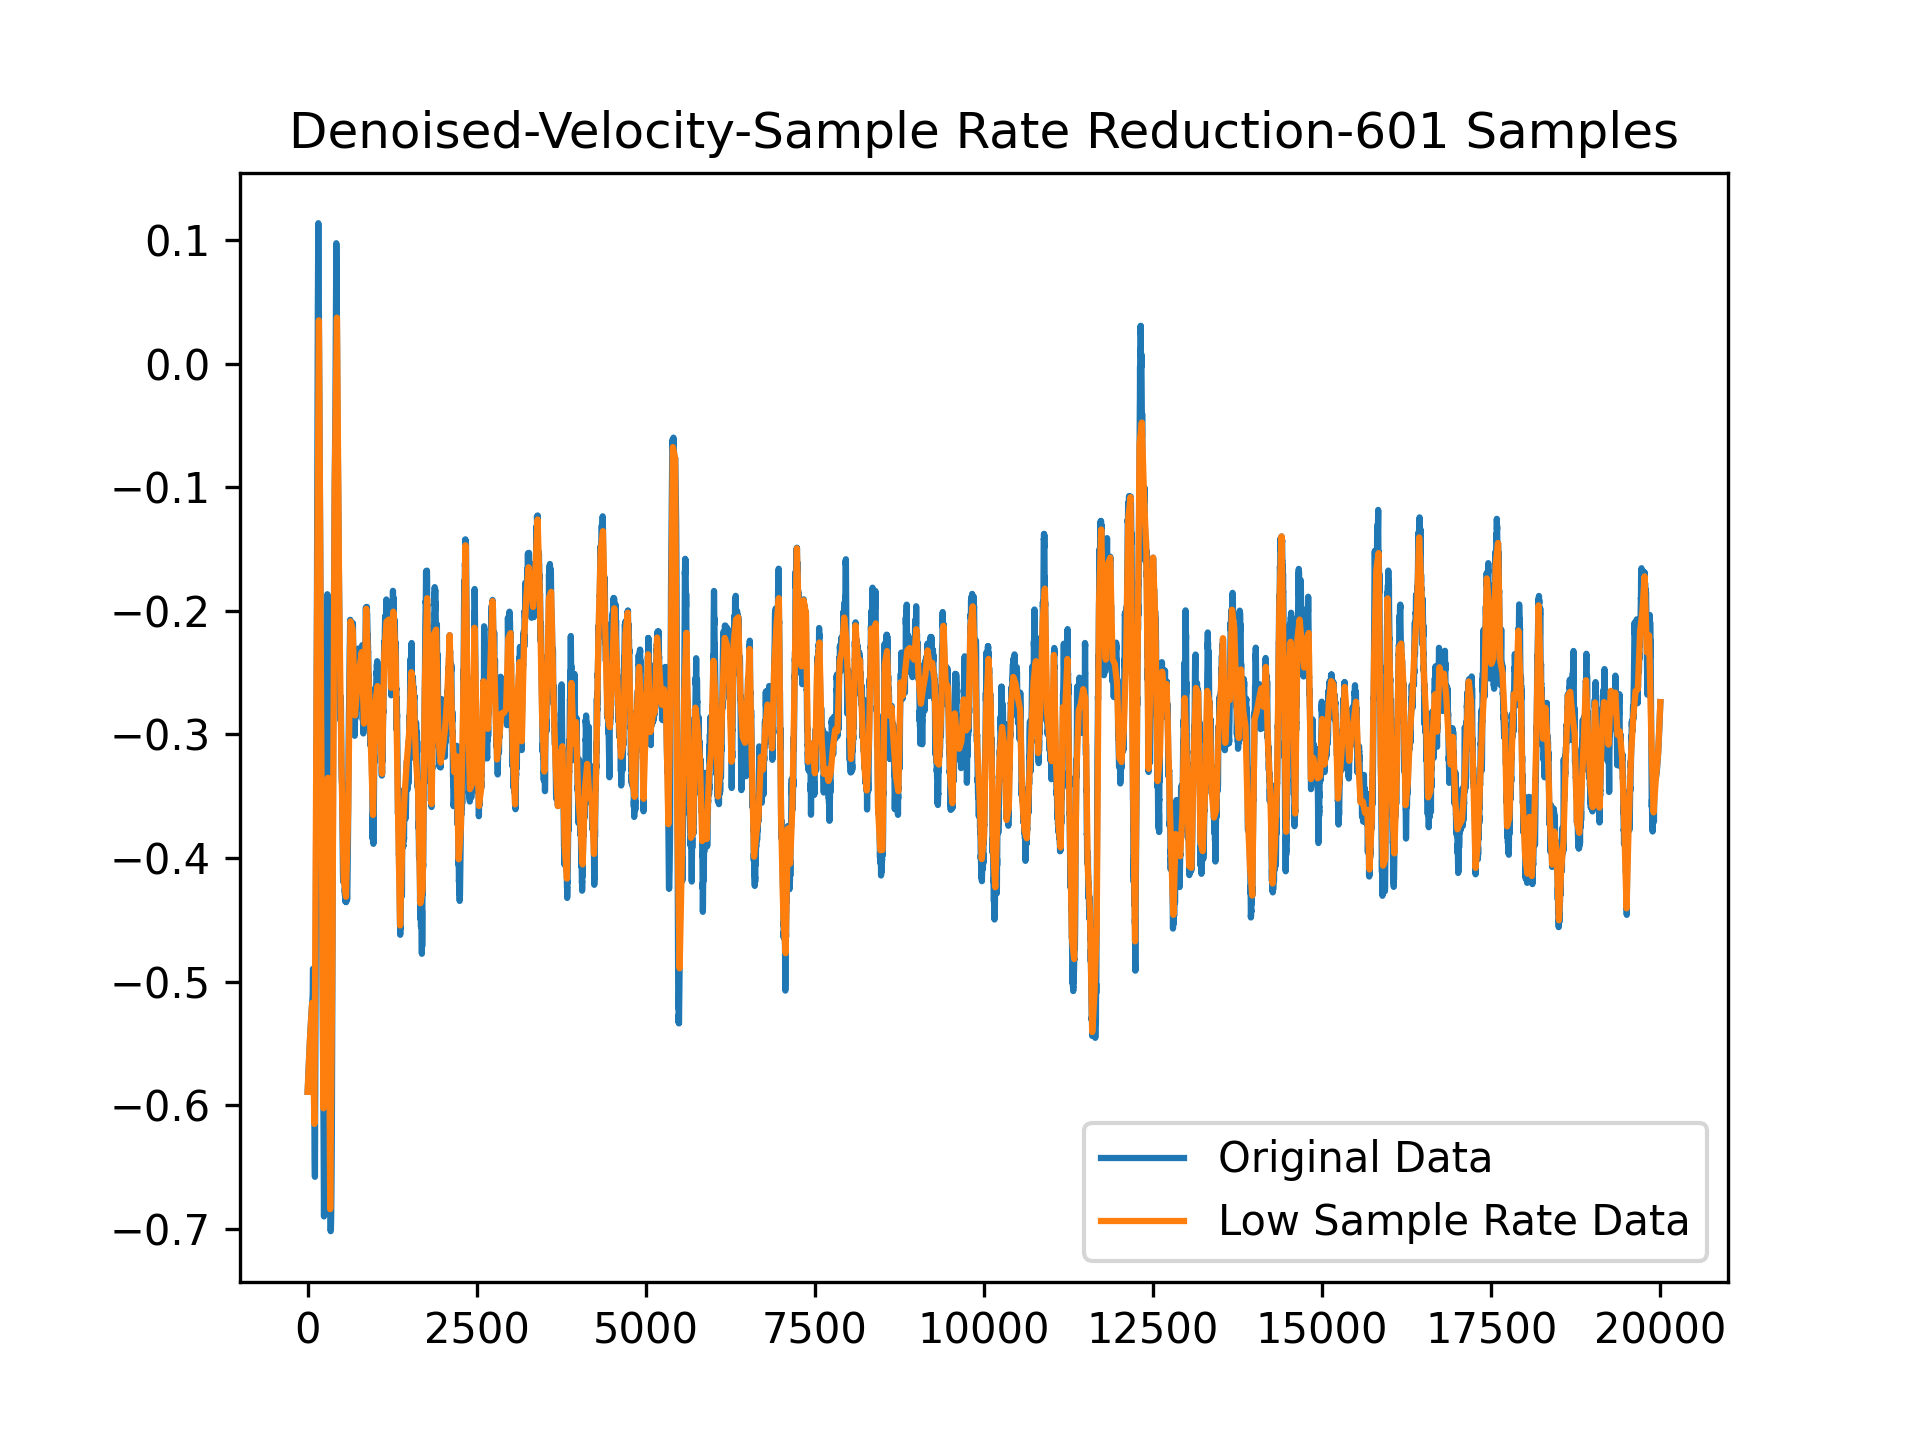 Denoised-Velocity-Sample Rate Reduction-601 Samples
0.1
0.0
−0.1
−0.2
−0.3
−0.4
−0.5
−0.6
−0.7
Original Data
Low Sample Rate Data
0 2500 5000 7500 10000 12500 15000 17500 20000